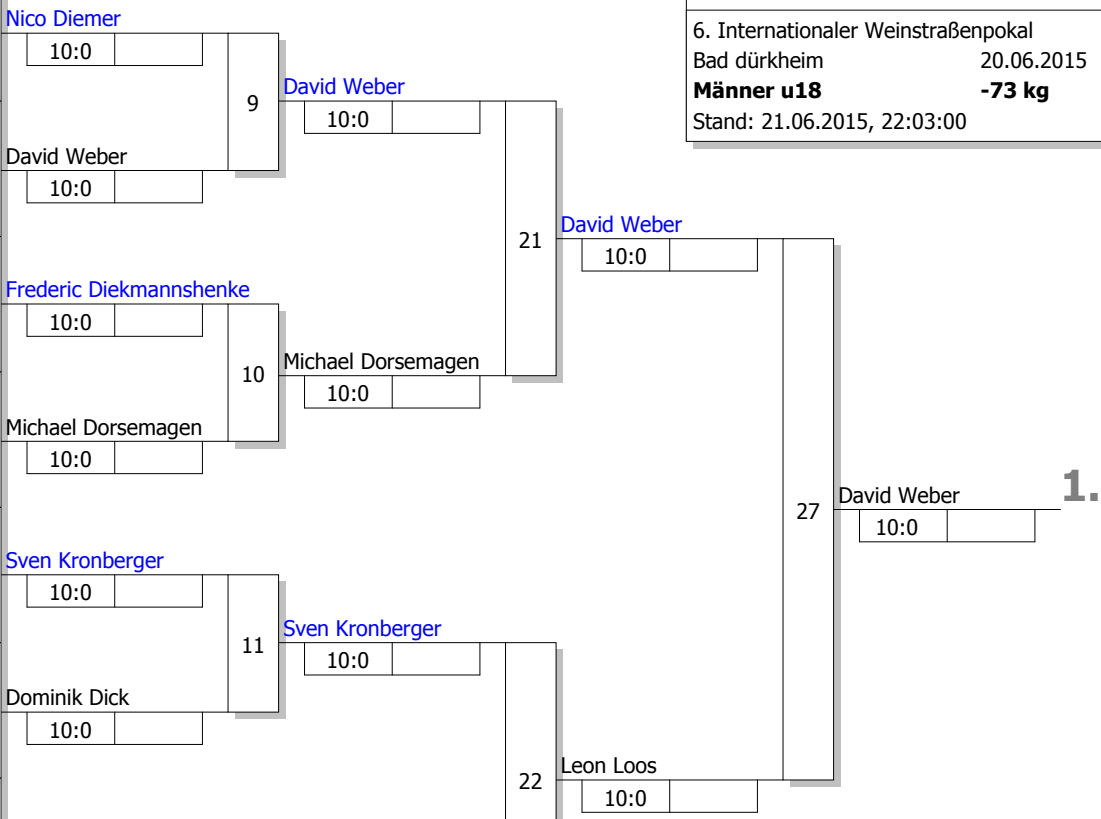 Nico Diemer
10:0
6. Internationaler Weinstraßenpokal
Bad dürkheim 20.06.2015
Männer u18 -73 kg
Stand: 21.06.2015, 22:03:00
9
David Weber
10:0
David Weber
10:0
21
David Weber
10:0
Frederic Diekmannshenke
10:0
10
Michael Dorsemagen
10:0
Michael Dorsemagen
10:0
27
David Weber
1.
10:0
Sven Kronberger
10:0
11
Sven Kronberger
10:0
Dominik Dick
10:0
22
Leon Loos
10:0